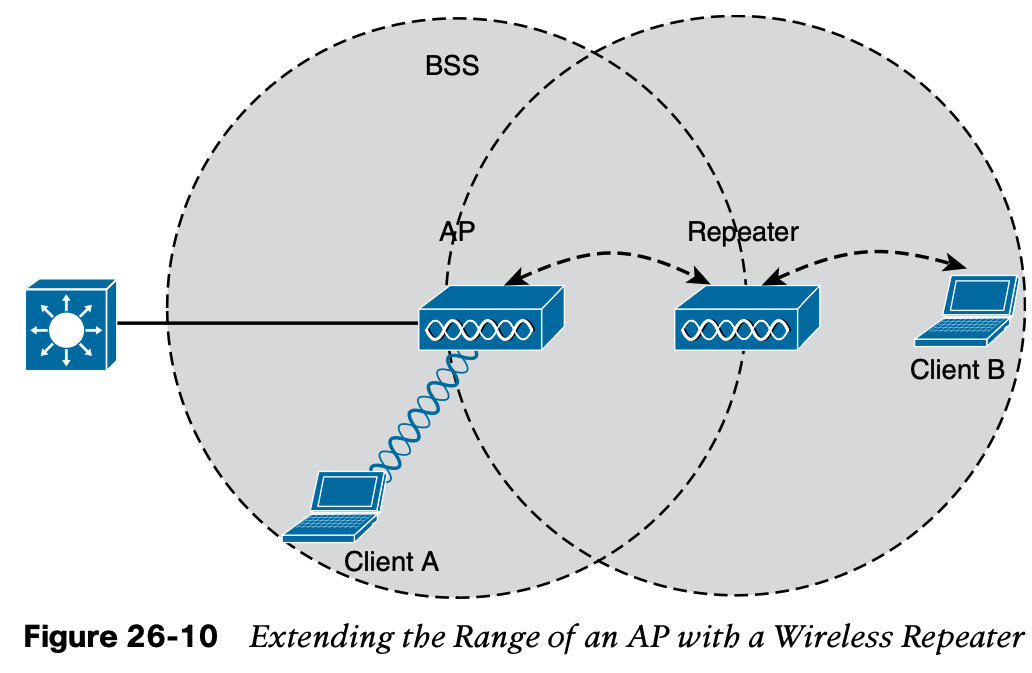 BSS
AP
Repeater
Client B
Client A
Figure 26-10 Extending the Range of an AP with a Wireless Repeater